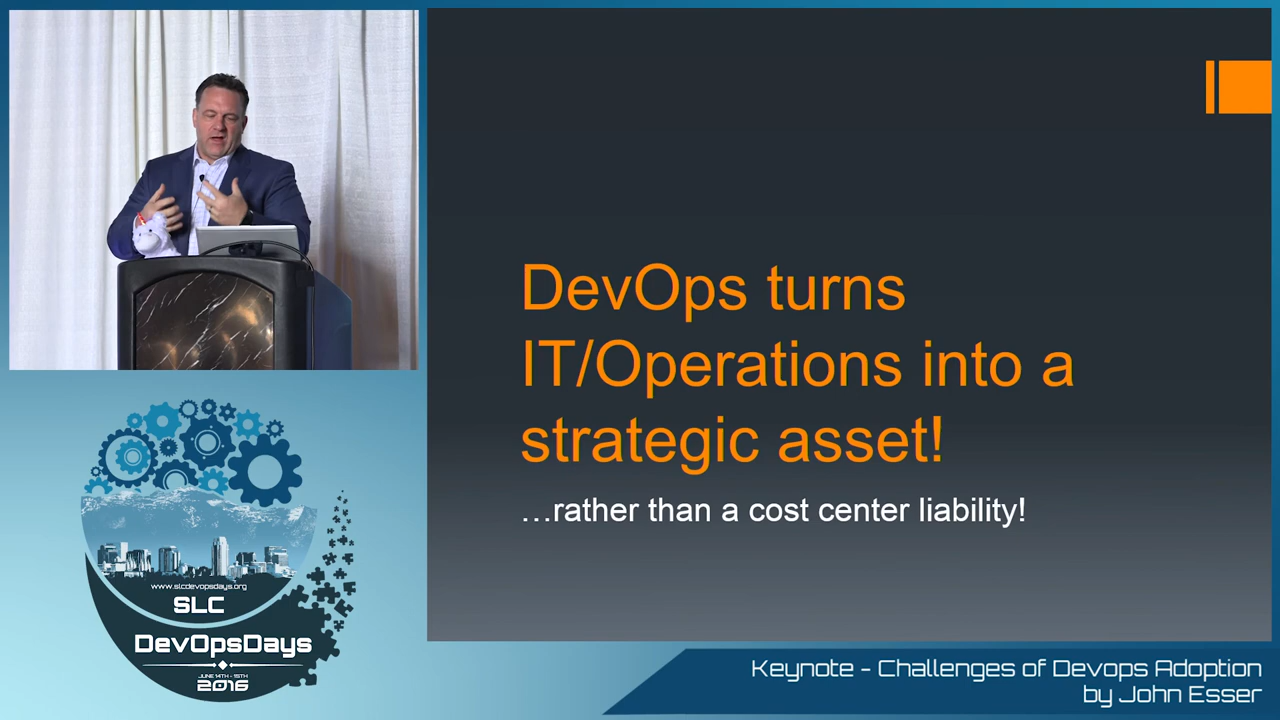 DevOps turns
IT/Operations into a
strategic asset!
…rather than a cost center liability!
www.slcdevopsdays.org
SLC
DevOpsDays
JUNE 14TH - 15TH
2016
Keynote - Challenges of Devops Adoption
by John Esser